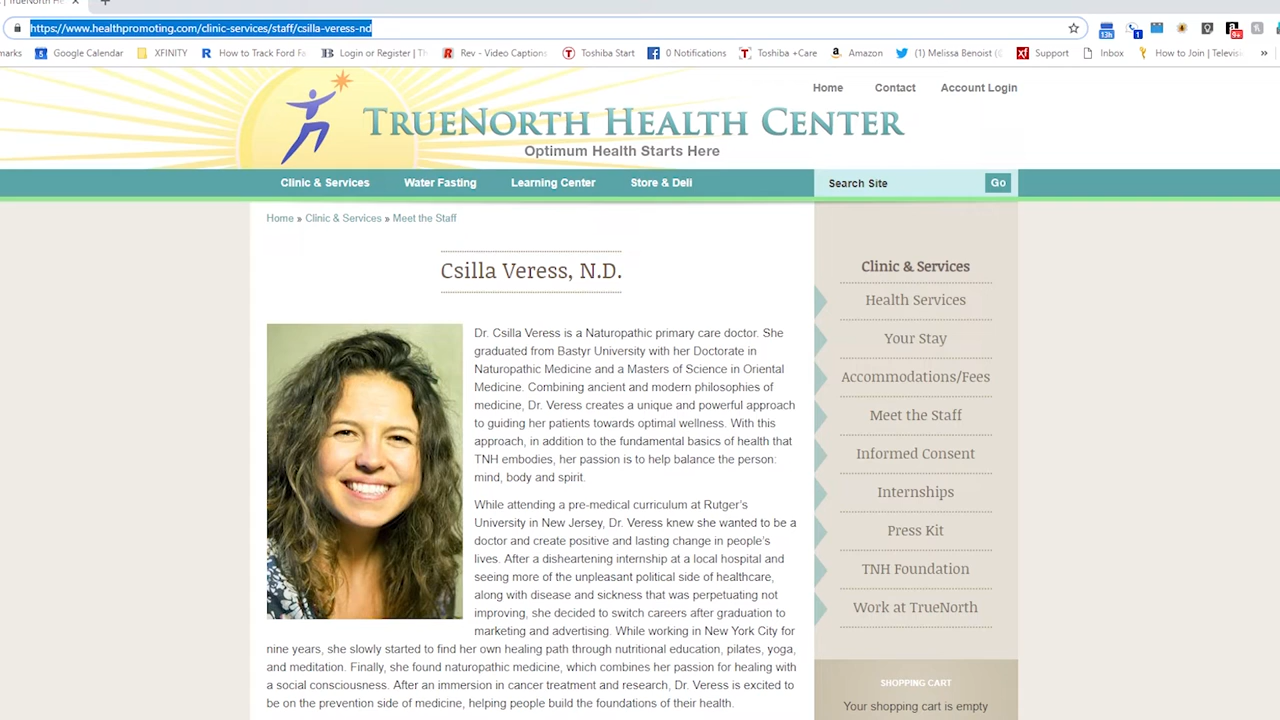 TrueNorth He
https://www.healthpromoting.com/clinic-services/staff/csilla-veress-nd
13h
1
9+
marks
Google Calendar
XFINITY
How to Track Ford Fa
Login or Register | Th
Rev - Video Captions
Toshiba Start
0 Notifications
Toshiba +Care
Amazon
(1) Melissa Benoist (
Support
Inbox
How to Join | Televisi
»
Home
Contact
Account Login
TRUENORTH HEALTH CENTER
Optimum Health Starts Here
Clinic & Services
Water Fasting
Learning Center
Store & Deli
Search Site
Go
Home » Clinic & Services » Meet the Staff
Csilla Veress, N.D.
Dr. Csilla Veress is a Naturopathic primary care doctor. She
graduated from Bastyr University with her Doctorate in
Naturopathic Medicine and a Masters of Science in Oriental
Medicine. Combining ancient and modern philosophies of
medicine, Dr. Veress creates a unique and powerful approach
to guiding her patients towards optimal wellness. With this
approach, in addition to the fundamental basics of health that
TNH embodies, her passion is to help balance the person:
mind, body and spirit.
While attending a pre-medical curriculum at Rutger's
University in New Jersey, Dr. Veress knew she wanted to be a
doctor and create positive and lasting change in people's
lives. After a disheartening internship at a local hospital and
seeing more of the unpleasant political side of healthcare,
along with disease and sickness that was perpetuating not
improving, she decided to switch careers after graduation to
marketing and advertising. While working in New York City for
nine years, she slowly started to find her own healing path through nutritional education, pilates, yoga,
and meditation. Finally, she found naturopathic medicine, which combines her passion for healing with
a social consciousness. After an immersion in cancer treatment and research, Dr. Veress is excited to
be on the prevention side of medicine, helping people build the foundations of their health.
Clinic & Services
Health Services
Your Stay
Accommodations/Fees
Meet the Staff
Informed Consent
Internships
Press Kit
TNH Foundation
Work at TrueNorth
SHOPPING CART
Your shopping cart is empty